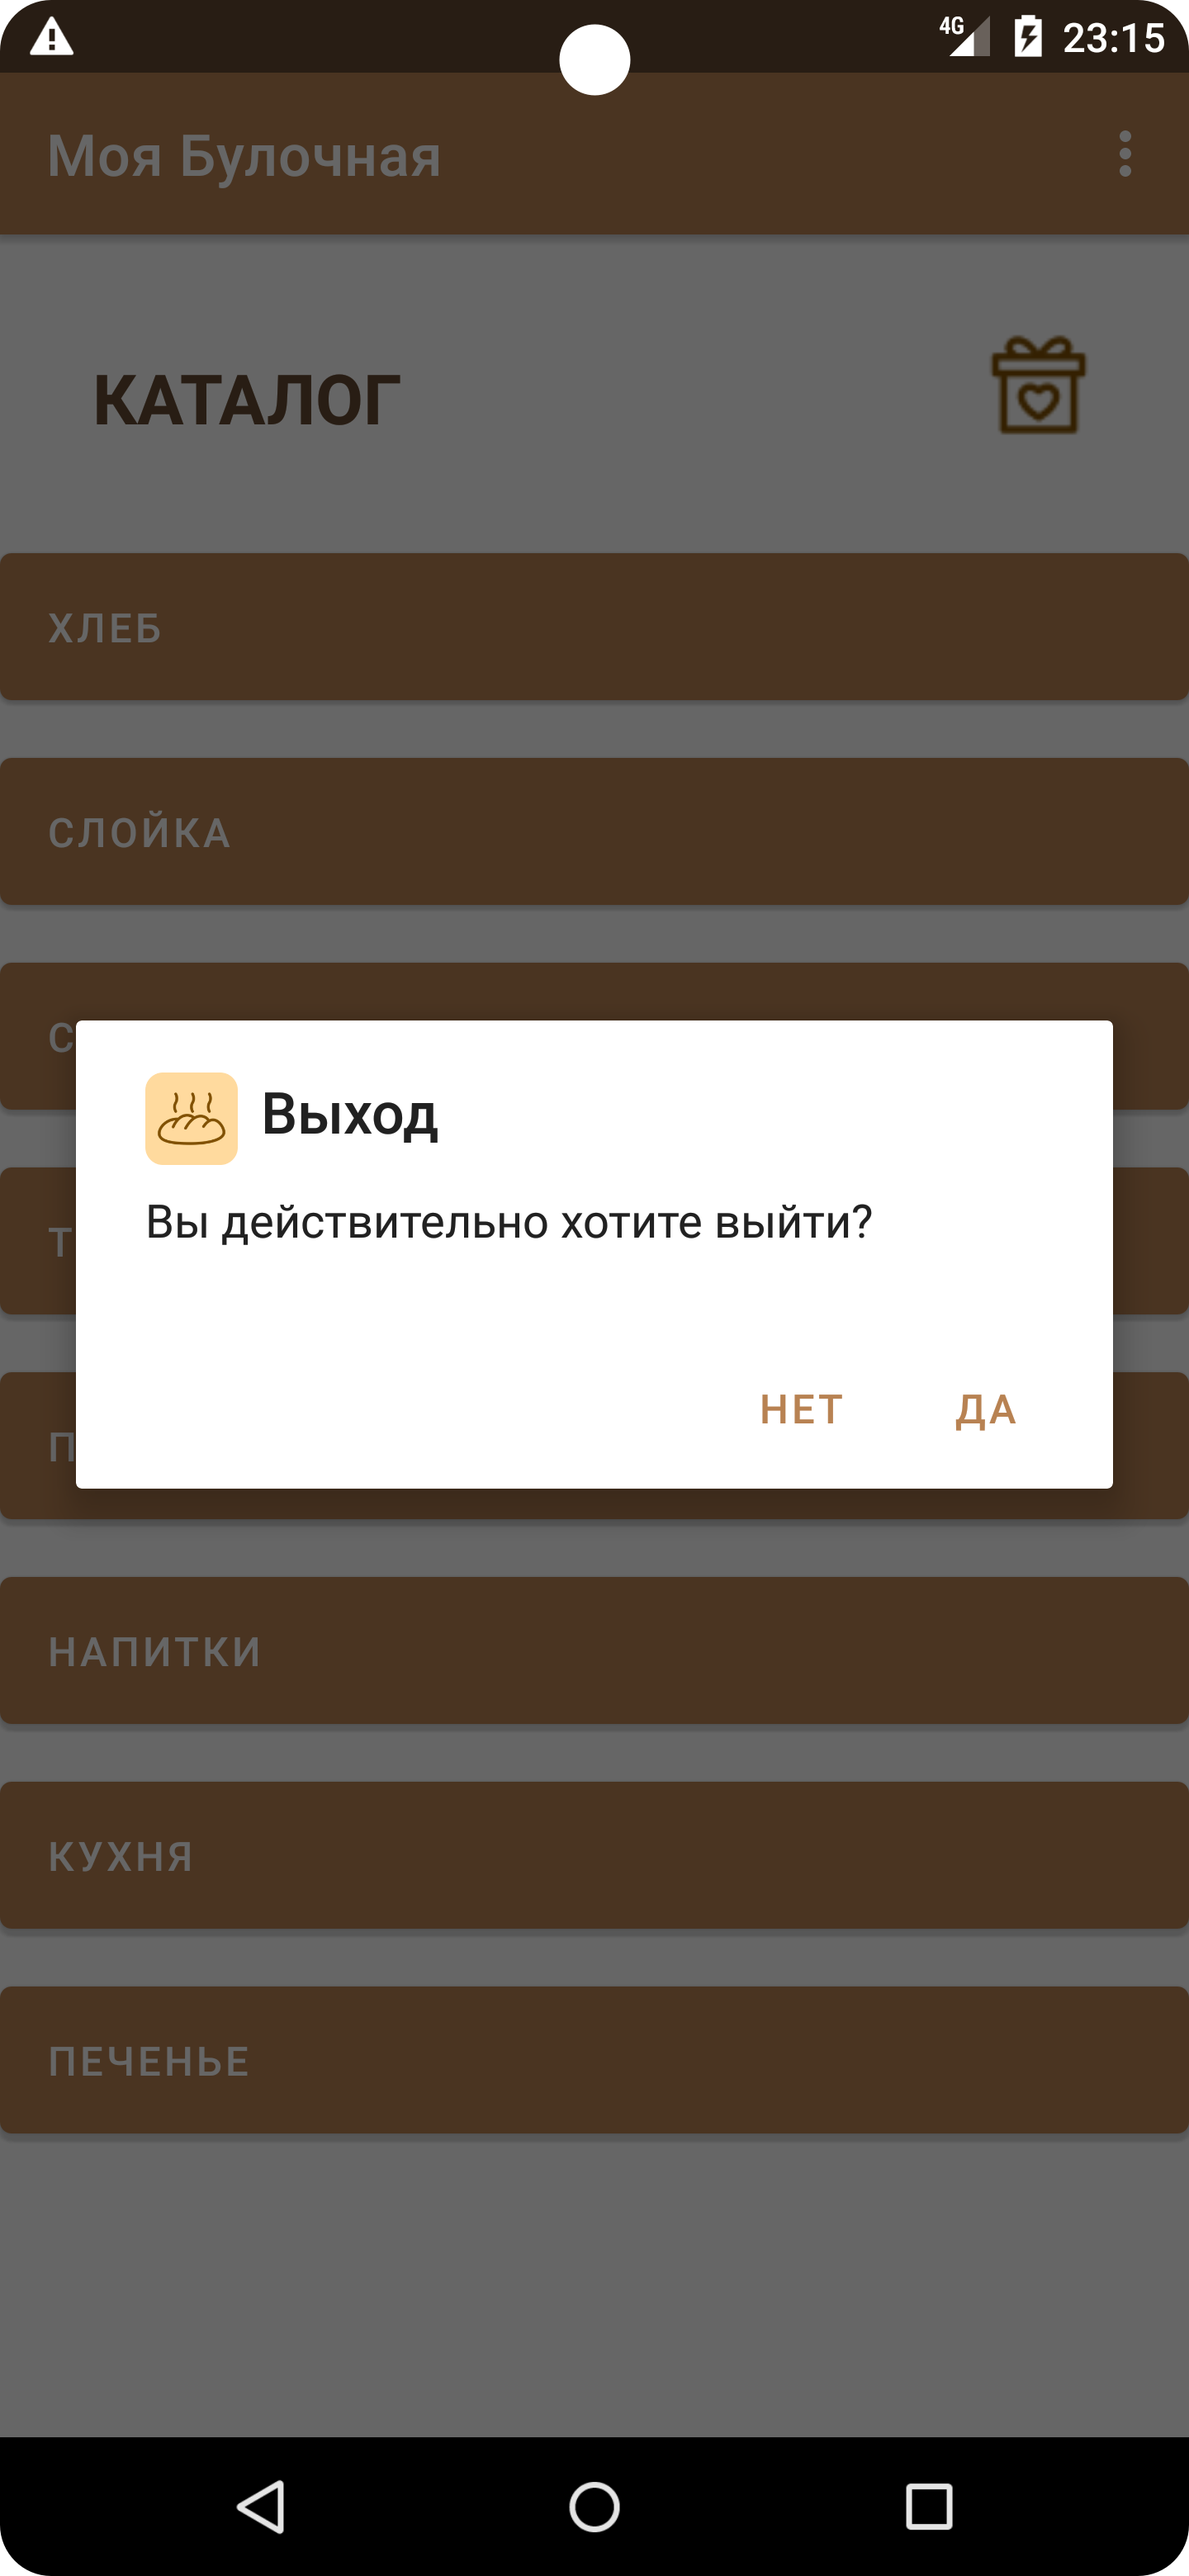 4G 23:15
Моя Булочная
КАТАЛОГ
ХЛЕБ
СЛОЙКА
Выход
Вы действительно хотите выйти?
НЕТ ДА
НАПИТКИ
КУХНЯ
ПЕЧЕНЬЕ